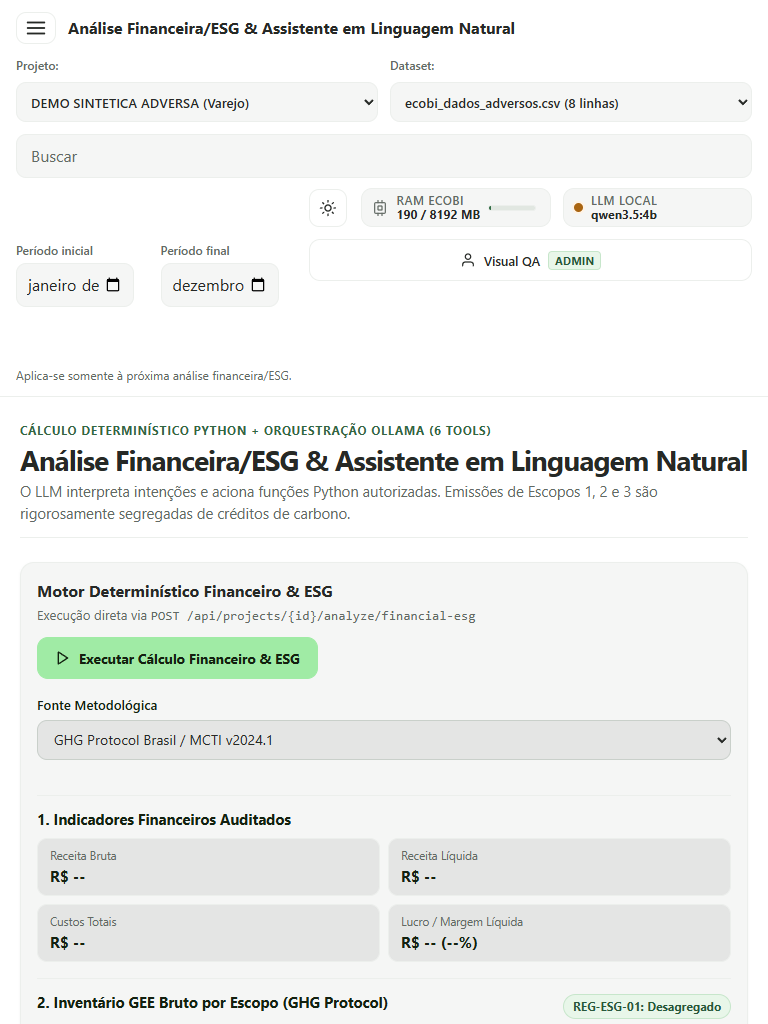 Análise Financeira/ESG & Assistente em Linguagem Natural
Projeto:
Dataset:
DEMO SINTETICA ADVERSA (Varejo)
ecobi_dados_adversos.csv (8 linhas)
Buscar
RAM ECOBI
190 / 8192 MB
LLM LOCAL
qwen3.5:4b
Período inicial
Período final
janeiro de
dezembro
Visual QA
ADMIN
Aplica-se somente à próxima análise financeira/ESG.
CÁLCULO DETERMINÍSTICO PYTHON + ORQUESTRAÇÃO OLLAMA (6 TOOLS)
Análise Financeira/ESG & Assistente em Linguagem Natural
O LLM interpreta intenções e aciona funções Python autorizadas. Emissões de Escopos 1, 2 e 3 são
rigorosamente segregadas de créditos de carbono.
Motor Determinístico Financeiro & ESG
Execução direta via POST /api/projects/{id}/analyze/financial-esg
Executar Cálculo Financeiro & ESG
Fonte Metodológica
GHG Protocol Brasil / MCTI v2024.1
1. Indicadores Financeiros Auditados
Receita Bruta
R$ --
Receita Líquida
R$ --
Custos Totais
R$ --
Lucro / Margem Líquida
R$ -- (--%)
2. Inventário GEE Bruto por Escopo (GHG Protocol)
REG-ESG-01: Desagregado